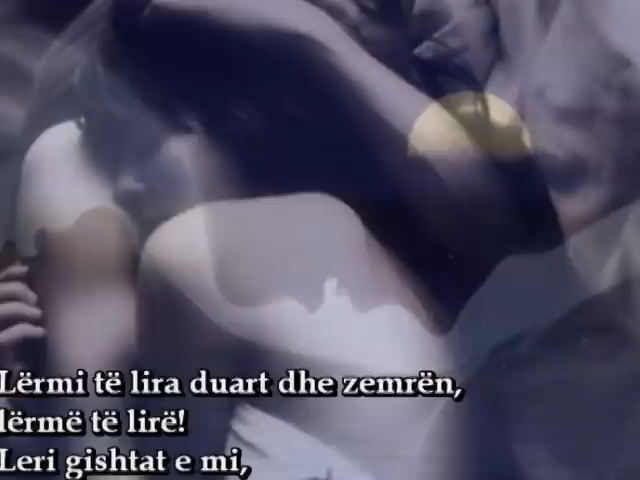 Lërmi të lira duart dhe zemrën,
lërmë të lirë!
Leri gishtat e mi,